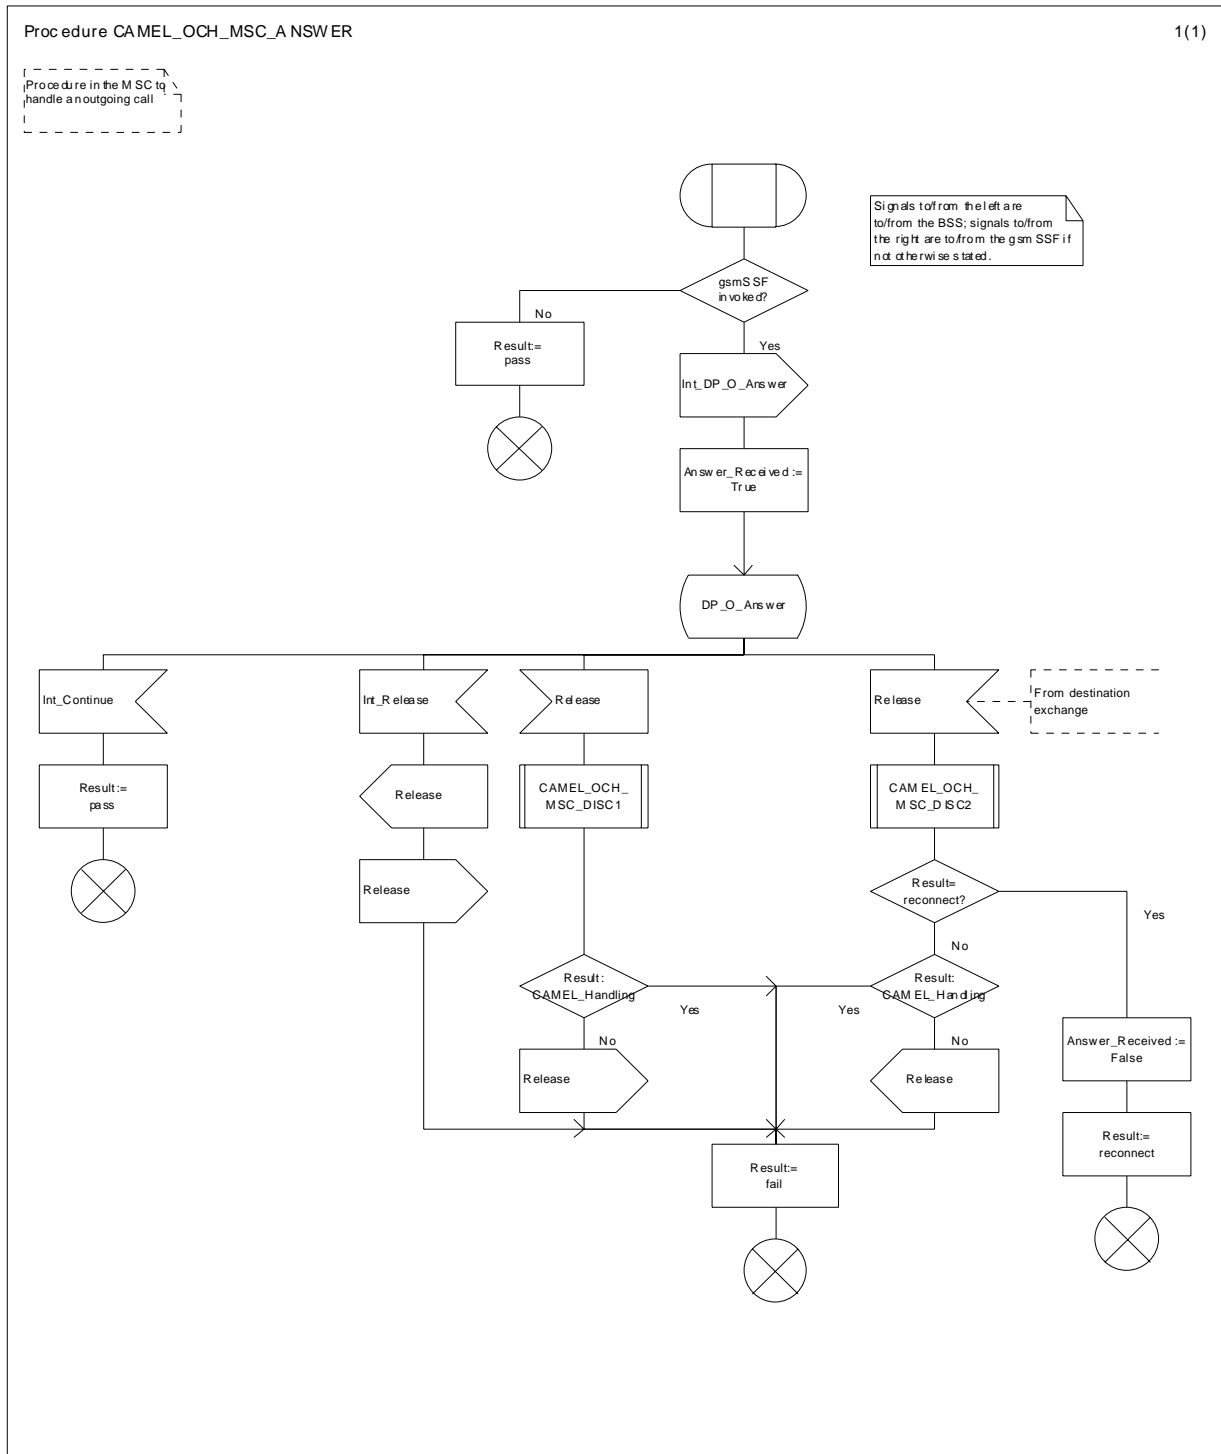 Procedure CAMEL_OCH_MSC_ANSWER
1(1)
Procedure in the MSC to
handle an outgoing call
Signals to/from the left are
to/from the BSS; signals to/from
the right are to/from the gsmSSF if
not otherwise stated.
gsmSSF
invoked?
No
Yes
Result:=
pass
Int_DP_O_Answer
Answer_Received :=
True
DP_O_Answer
Int_Continue
Int_Release
Release
Release
From destination
exchange
Result:=
pass
Release
CAMEL_OCH_
MSC_DISC1
CAMEL_OCH_
MSC_DISC2
Release
Result=
reconnect?
Yes
No
Result:
CAMEL_Handling
Yes
Yes
Result:
CAMEL_Handling
No
No
Release
Release
Answer_Received :=
False
Result:=
fail
Result:=
reconnect